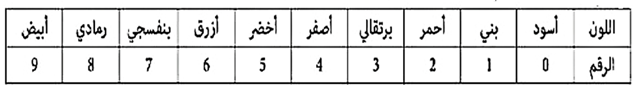 اللون أسود بني أحمر برتقالي أصفر أخضر أزرق بنفسجي رمادي أبيض
الرقم 0 1 2 3 4 5 6 7 8 9